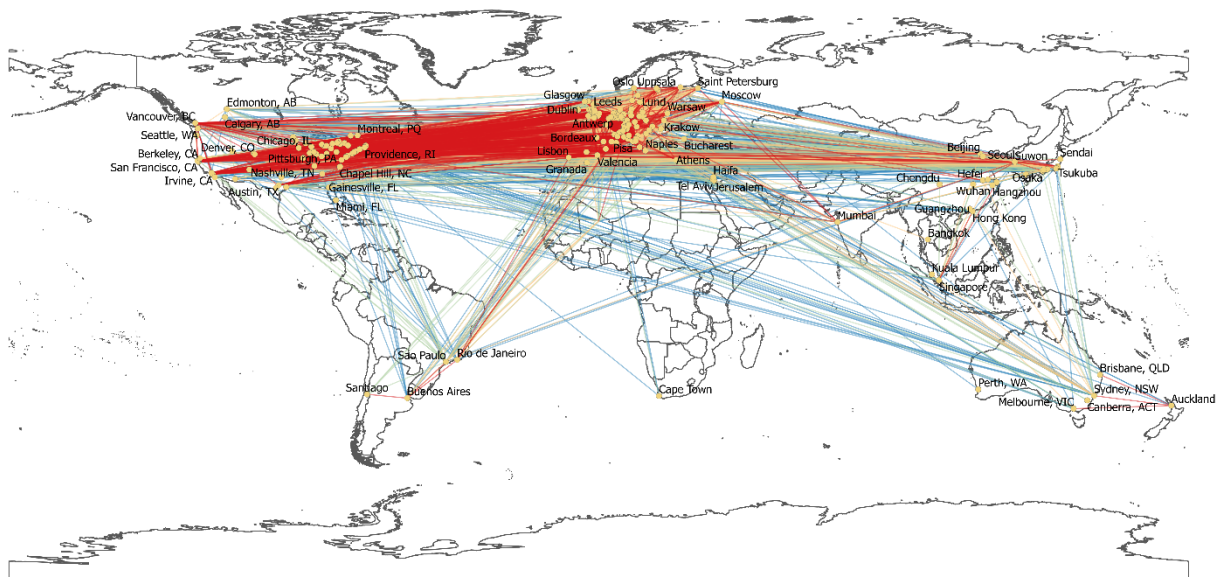 Oslo Uppsala
Saint Petersburg
Glasgow
Leeds
Lund
Moscow
Edmonton, AB
Dublin
Warsaw
Vancouver, BC
Calgary, AB
Antwerp
Krakow
Seattle, WA
Denver, CO
Chicago, IL
Montreal, PQ
Bordeaux
Naples
Bucharest
Berkeley, CA
Pittsburgh, PA
Providence, RI
Lisbon
Pisa
Beijing
Seoul
Suwon
Sendai
San Francisco, CA
Nashville, TN
Chapel Hill, NC
Granada
Valencia
Athens
Haifa
Chengdu
Hefei
Osaka
Tsukuba
Irvine, CA
Austin, TX
Gainesville, FL
Tel Aviv
Jerusalem
Wuhan
Hangzhou
Miami, FL
Mumbai
Guangzhou
Hong Kong
Bangkok
Kuala Lumpur
Singapore
Sao Paulo
Rio de Janeiro
Santiago
Buenos Aires
Cape Town
Perth, WA
Brisbane, QLD
Sydney, NSW
Melbourne, VIC
Canberra, ACT
Auckland